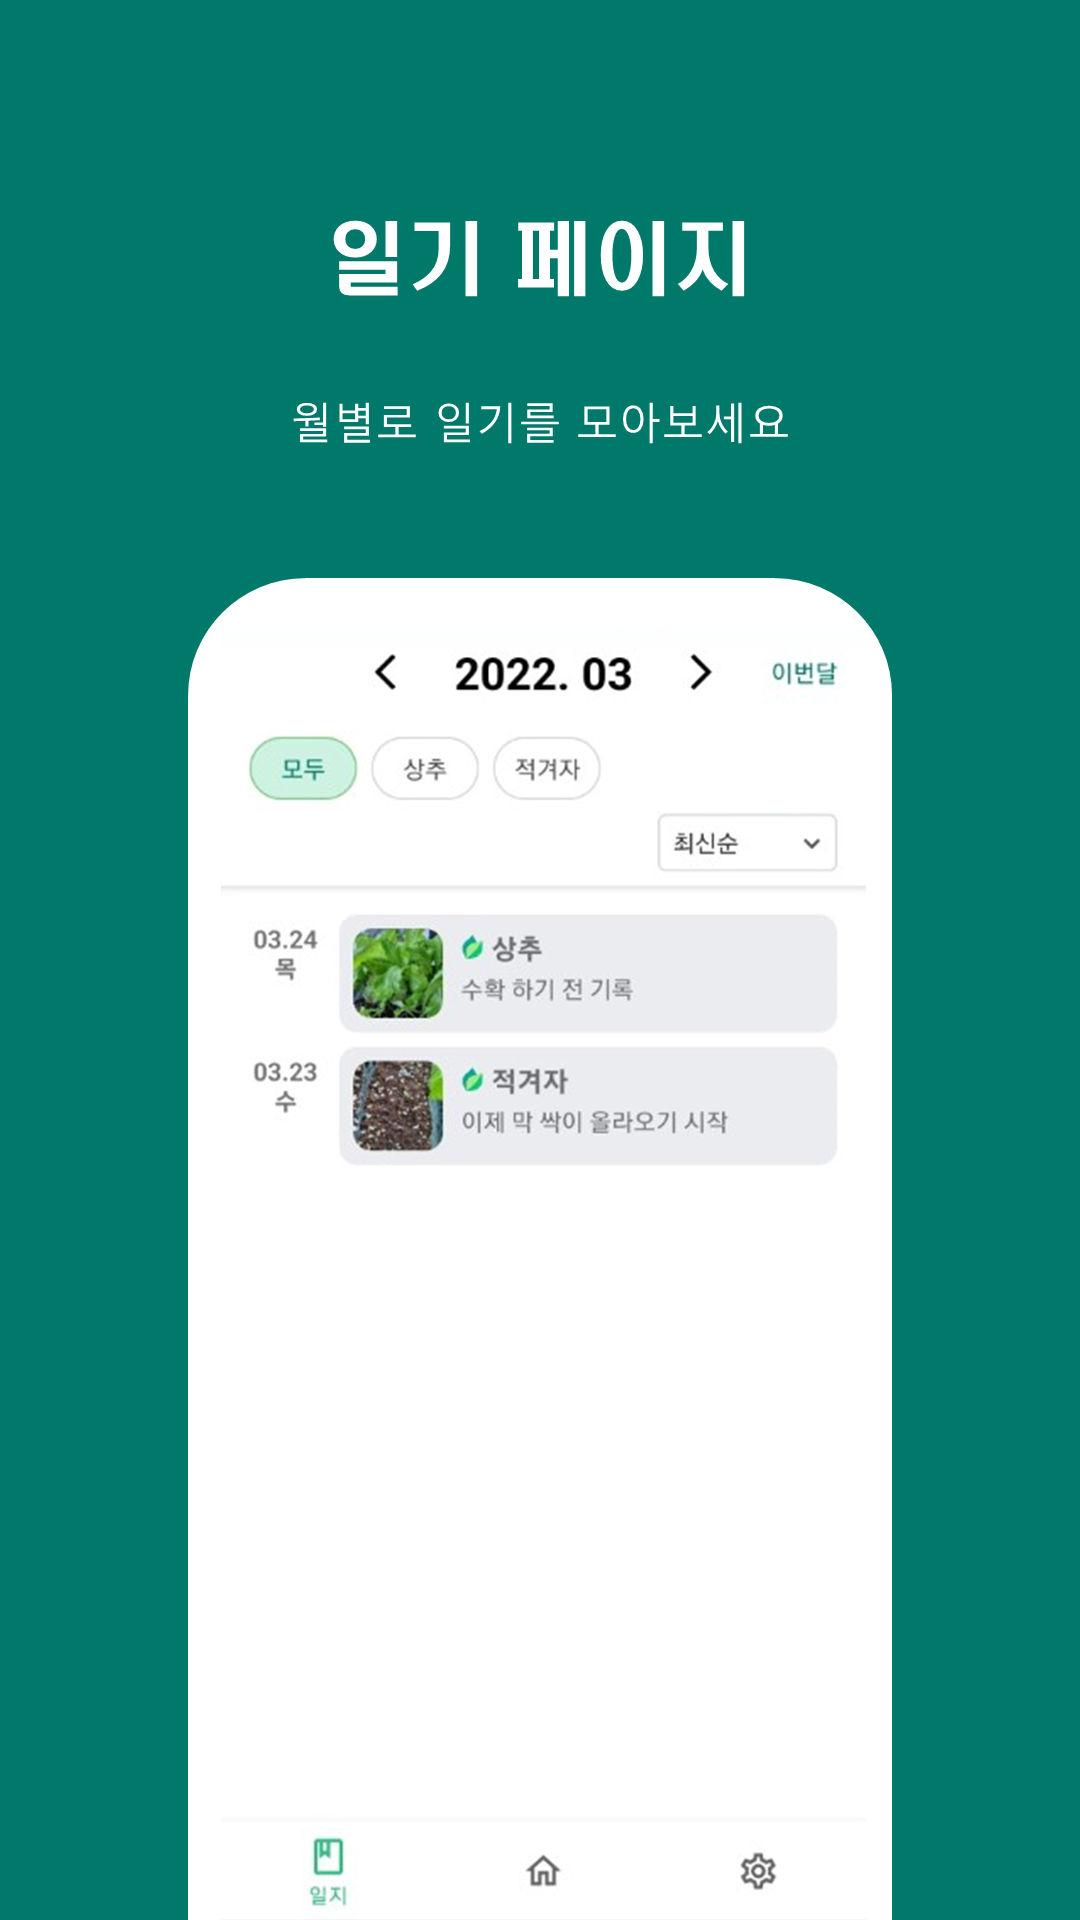 일기 페이지
월별로 일기를 모아보세요
2022. 03
이번달
모두 상추 적겨자
최신순
03.24
목
상추
수확 하기 전 기록
03.23
수
적겨자
이제 막 싹이 올라오기 시작
일지